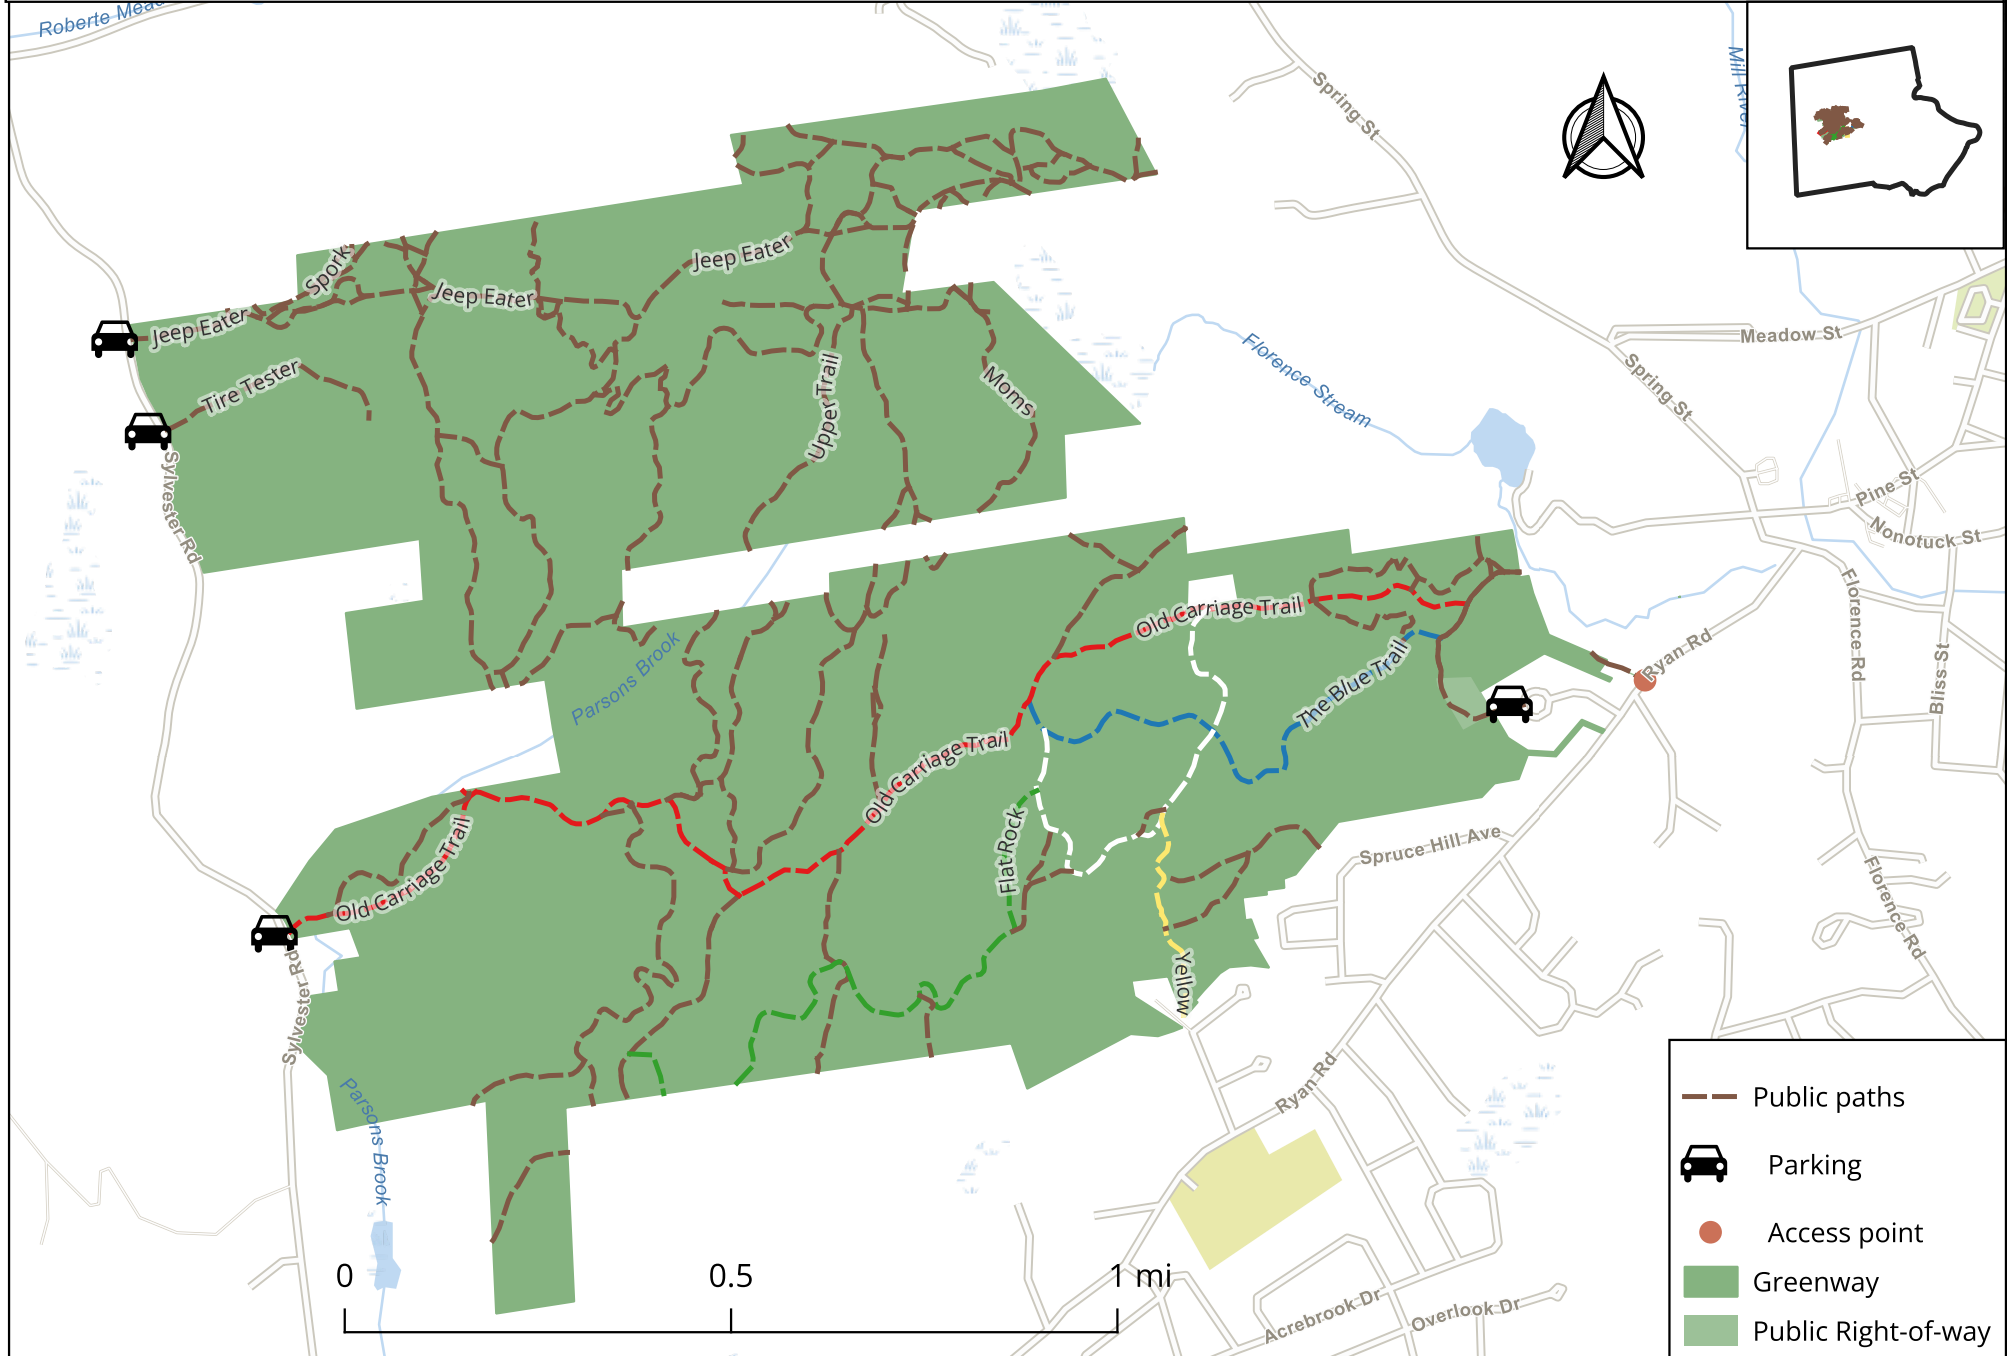 Roberte Mead
Mill River
Spring St
Spork
Jeep Eater
Jeep Eater
Jeep Eater
Tire Tester
Upper Trail
Moms
Florence Stream
Meadow St
Spring St
Sylvester Rd
Pine St
Nonotuck St
Florence Rd
Bliss St
Ryan Rd
Old Carriage Trail
The Blue Trail
Parsons Brook
Old Carriage Trail
Old Carriage Trail
Flat Rock
Spruce Hill Ave
Florence Rd
Yellow
Sylvester Rd
Parsons Brook
Ryan Rd
Acrebrook Dr
Overlook Dr
0 0.5 1 mi
Public paths
Parking
Access point
Greenway
Public Right-of-way